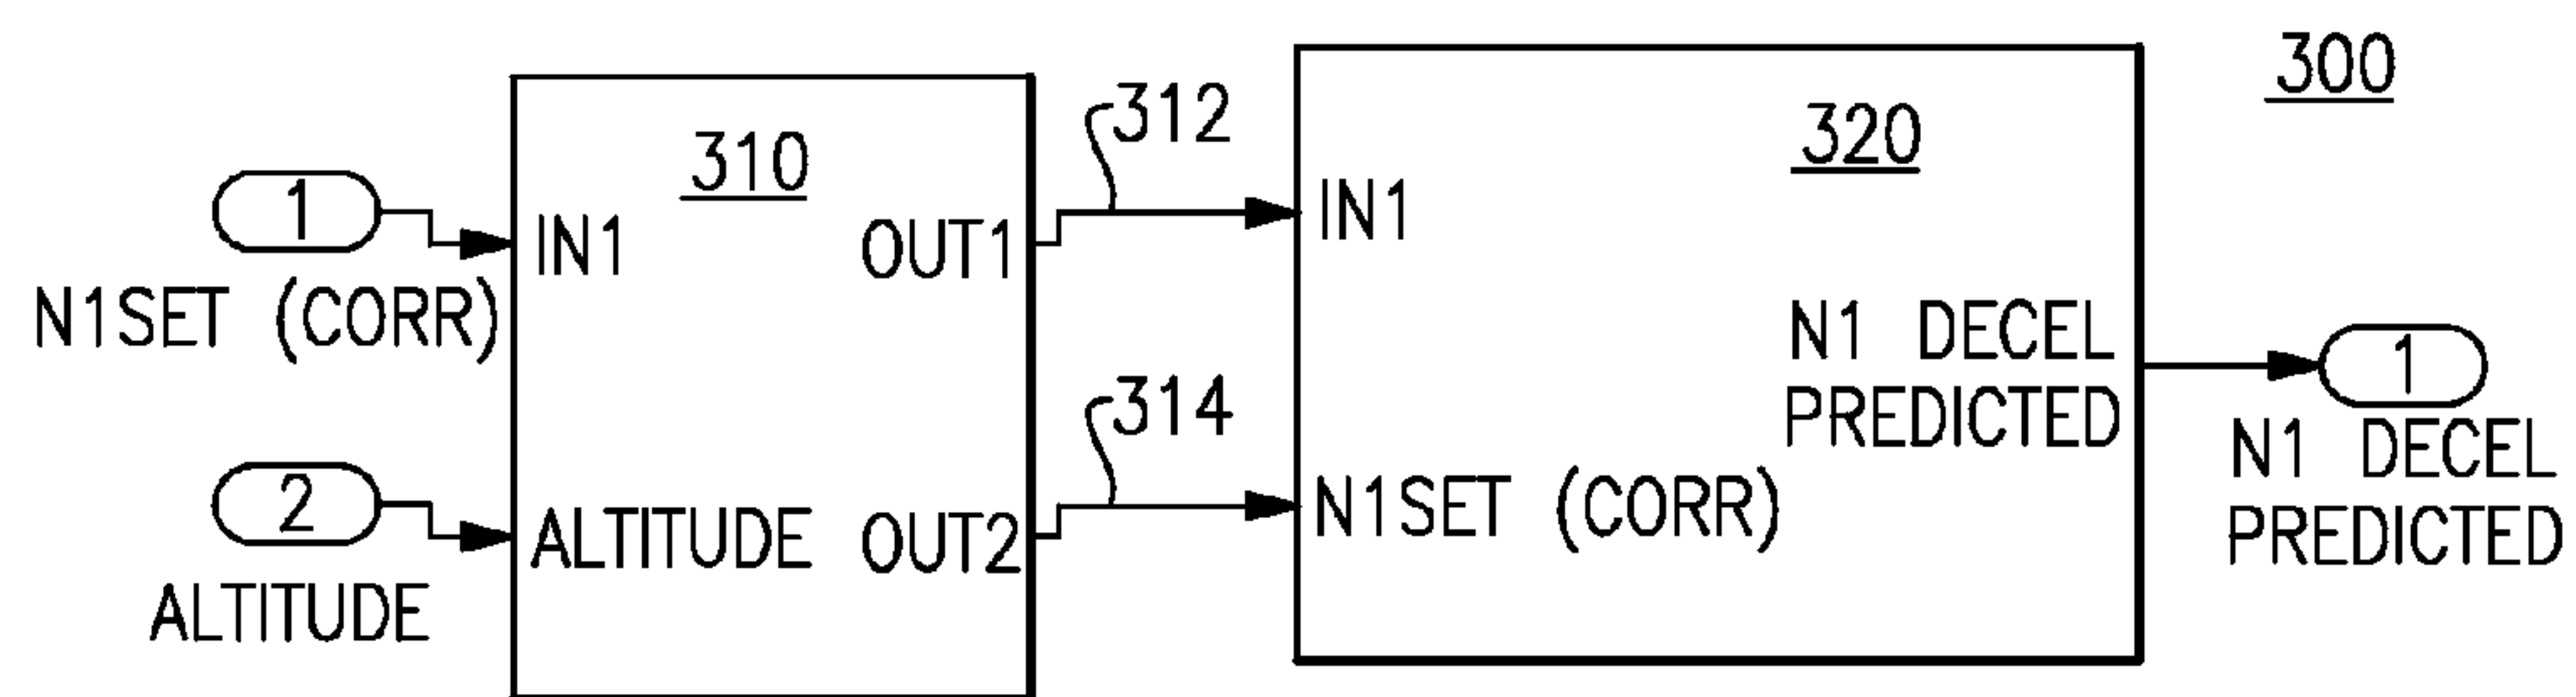 300
312
310
320
1
IN1
OUT1
IN1
N1SET (CORR)
N1 DECEL
PREDICTED
1
N1 DECEL
PREDICTED
314
2
ALTITUDE
OUT2
N1SET (CORR)
ALTITUDE